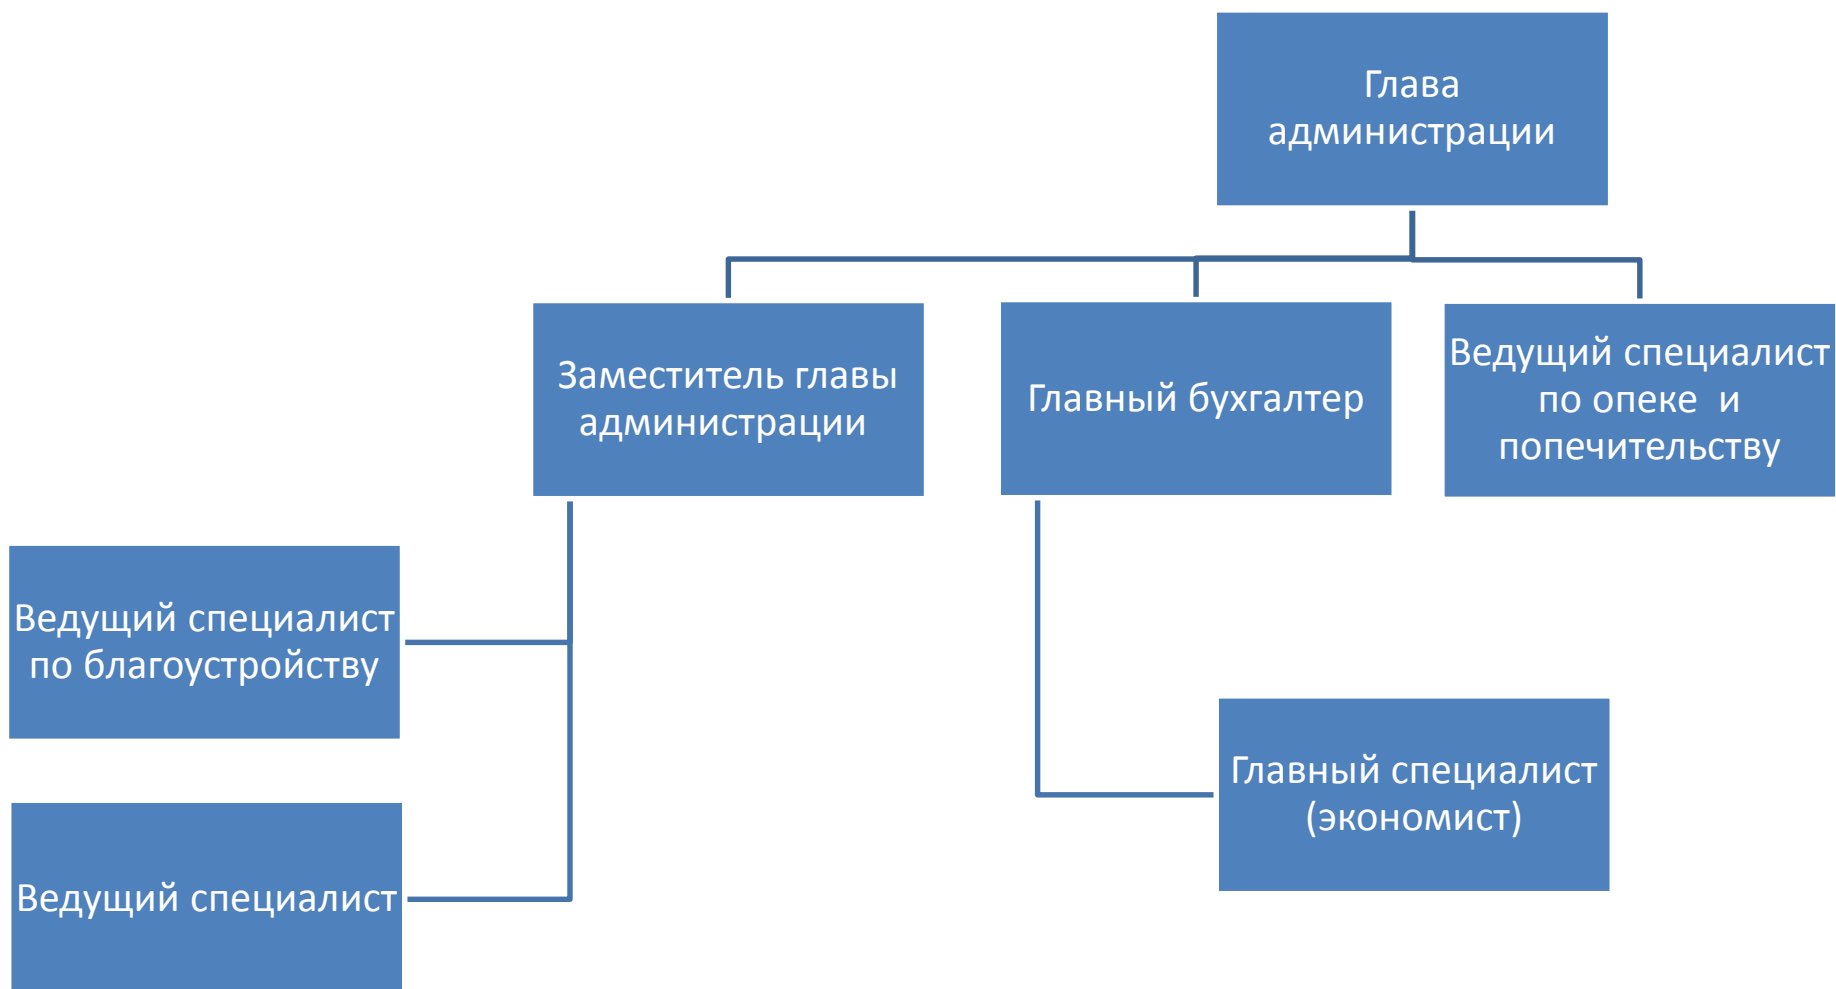 Глава
администрации
Заместитель главы
администрации
Главный бухгалтер
Ведущий специалист
по опеке  и
попечительству
Ведущий специалист
по благоустройству
Главный специалист
(экономист)
Ведущий специалист